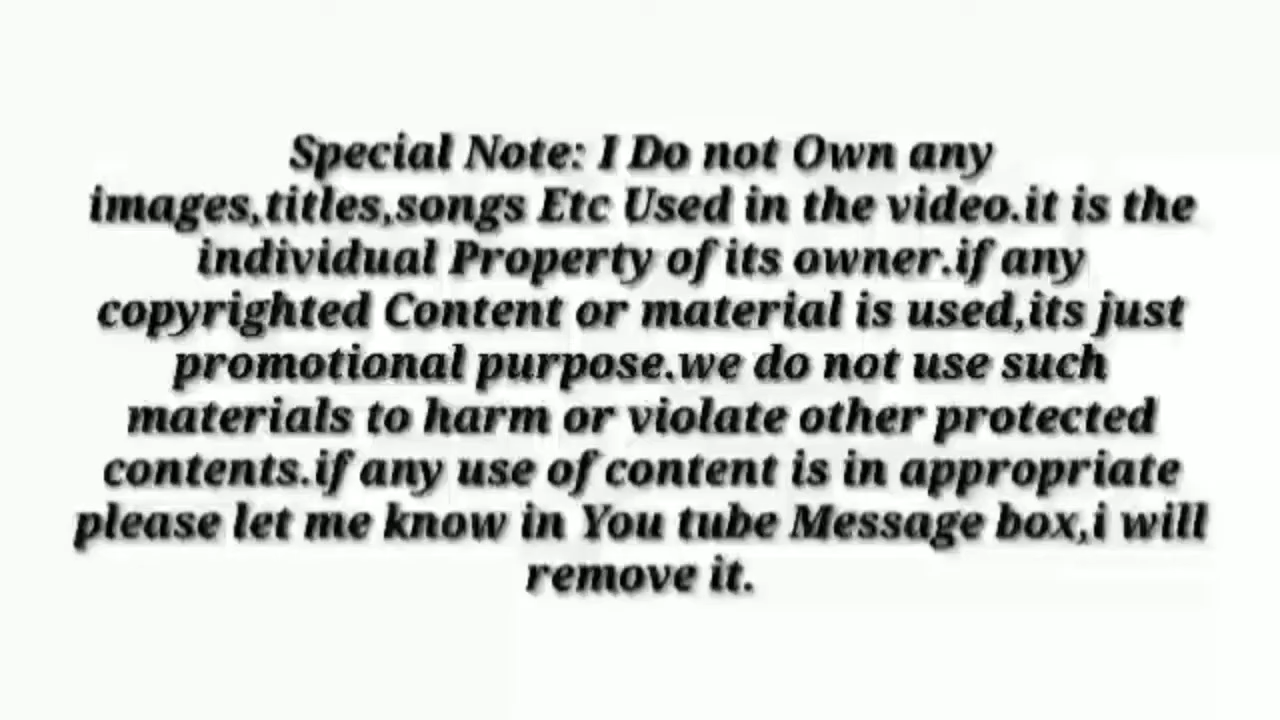 Special Note: I Do not Own any
images,titles,songs Etc Used in the video.it is the
individual Property of its owner.if any
copyrighted Content or material is used,its just
promotional purpose.we do not use such
materials to harm or violate other protected
contents.if any use of content is in appropriate
please let me know in You tube Message box,i will
remove it.